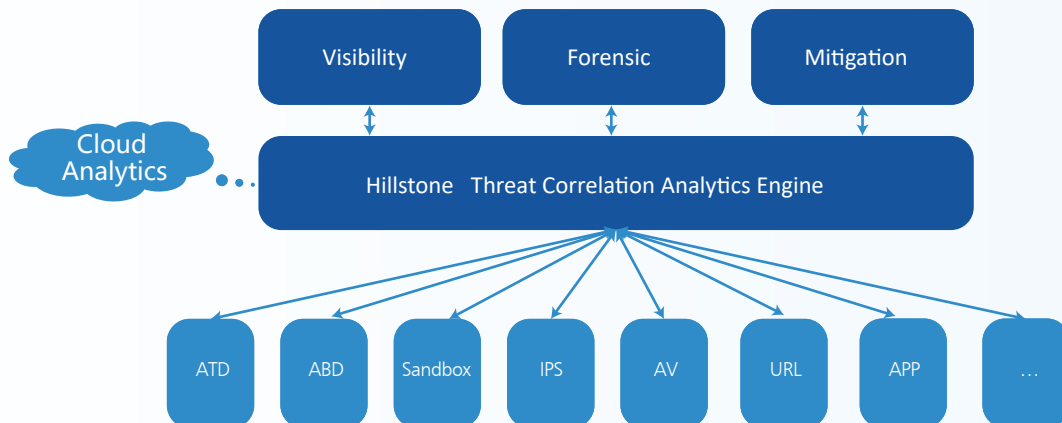 Visibility
Forensic
Mitigation
Cloud
Analytics
Hillstone Threat Correlation Analytics Engine
ATD
ABD
Sandbox
IPS
AV
URL
APP
...